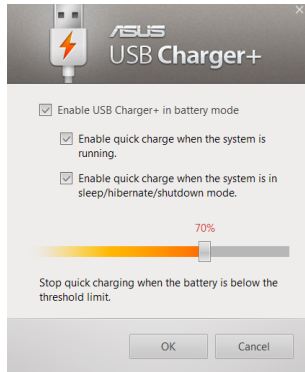 ASUS
USB Charger+
Enable USB Charger+ in battery mode
Enable quick charge when the system is
running.
Enable quick charge when the system is in
sleep/hibernate/shutdown mode.
70%
Stop quick charging when the battery is below the
threshold limit.
OK
Cancel